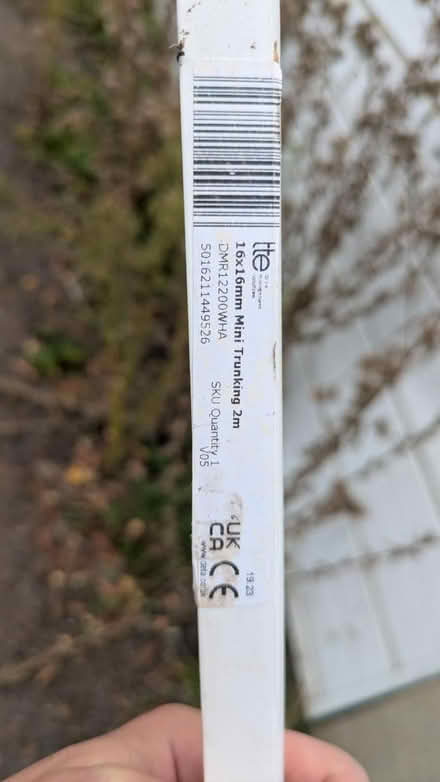 tte
16x16mm Mini Trunking 2m
DMR12200WHA
5016211449526
SKU Quantity 1
V05
19:23
UK
CA
CE